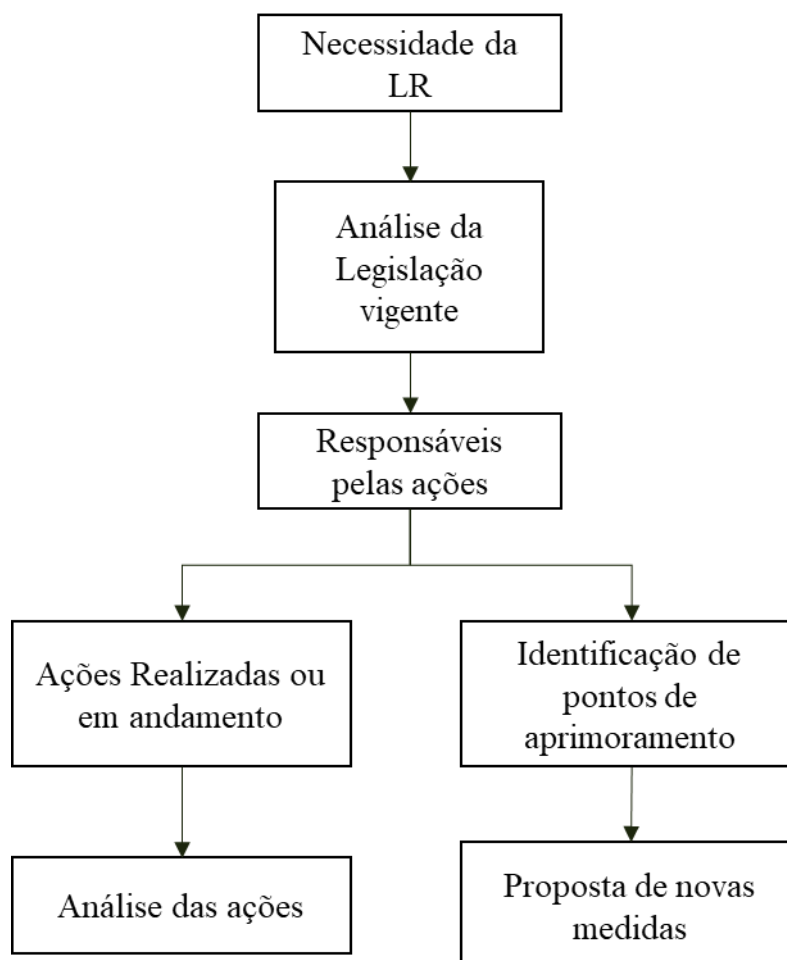 Necessidade da
LR
Análise da
Legislação
vigente
Responsáveis
pelas ações
Ações Realizadas ou
em andamento
Identificação de
pontos de
aprimoramento
Análise das ações
Proposta de novas
medidas